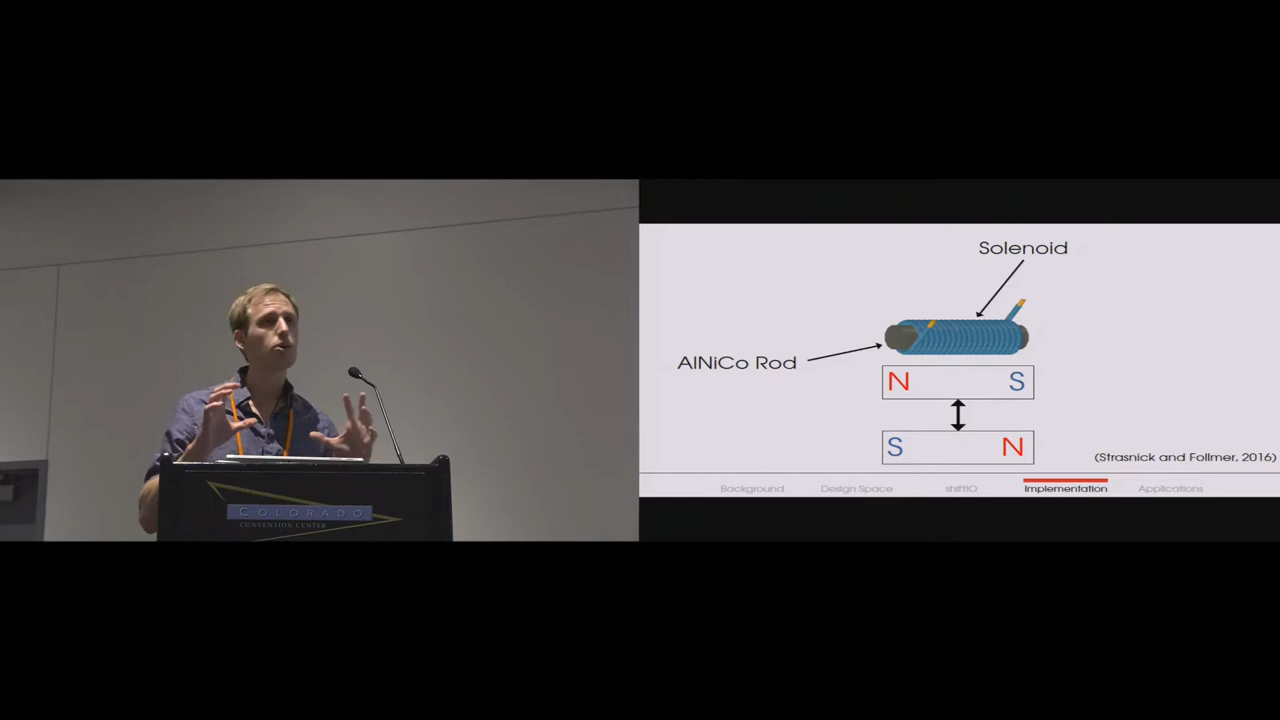 COLORADO
CONVENTION CENTER
Solenoid
AlNiCo Rod
N S
S N
(Strasnick and Follmer, 2016)
Background Design Space shiftIO Implementation Applications